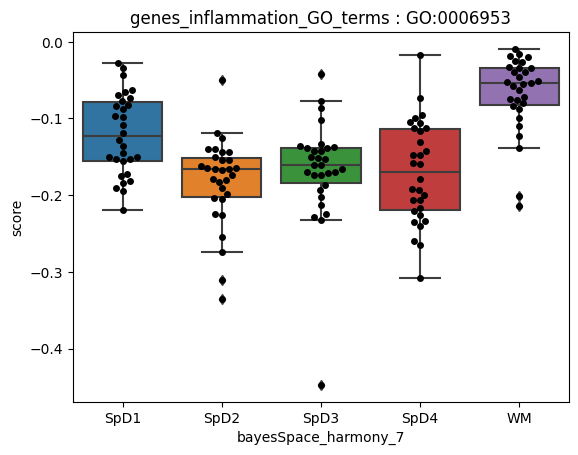 genes_inflammation_GO_terms : GO:0006953
0.0
−0.1
−0.2
−0.3
−0.4
score
SpD1 SpD2 SpD3 SpD4 WM
bayesSpace_harmony_7